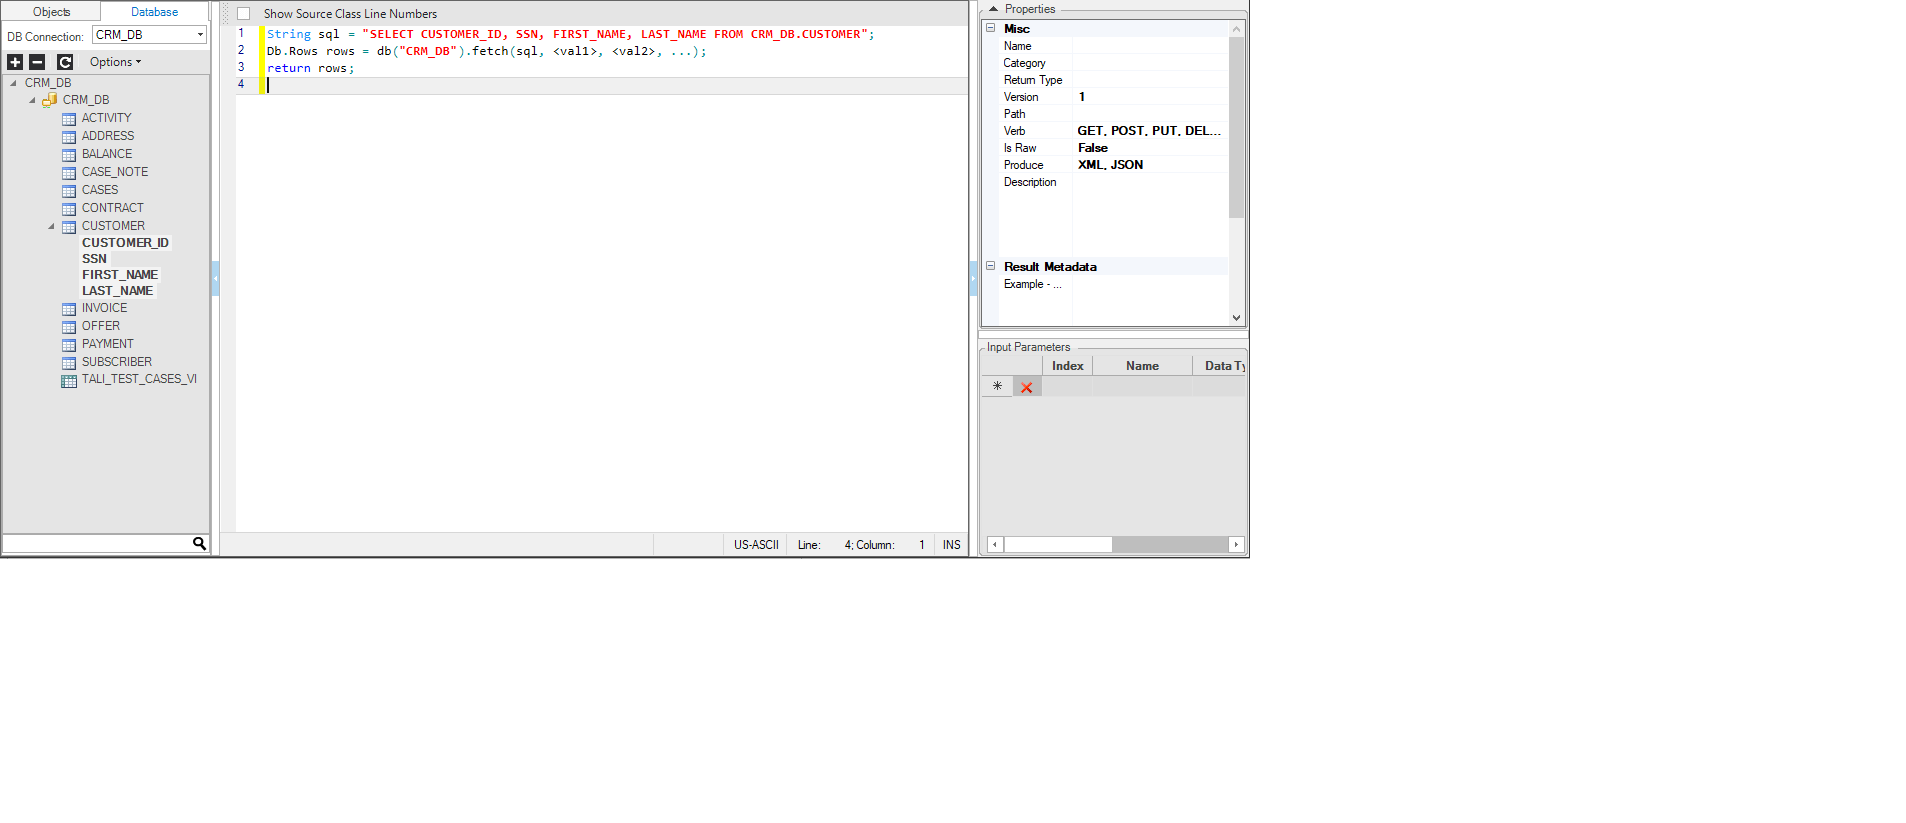 Objects
Database
DB Connection:
CRM_DB
Options
CRM_DB
CRM_DB
ACTIVITY
ADDRESS
BALANCE
CASE_NOTE
CASES
CONTRACT
CUSTOMER
CUSTOMER_ID
SSN
FIRST_NAME
LAST_NAME
INVOICE
OFFER
PAYMENT
SUBSCRIBER
TALI_TEST_CASES_VI
Show Source Class Line Numbers
1 String sql = "SELECT CUSTOMER_ID, SSN, FIRST_NAME, LAST_NAME FROM CRM_DB.CUSTOMER";
2 Db.Rows rows = db("CRM_DB").fetch(sql, <val1>, <val2>, ...);
3 return rows;
4
US-ASCII Line: 4; Column: 1 INS
Properties
Misc
Name
Category
Return Type
Version 1
Path
Verb GET, POST, PUT, DEL...
Is Raw False
Produce XML, JSON
Description
Result Metadata
Example - ...
Input Parameters
Index Name Data Ty